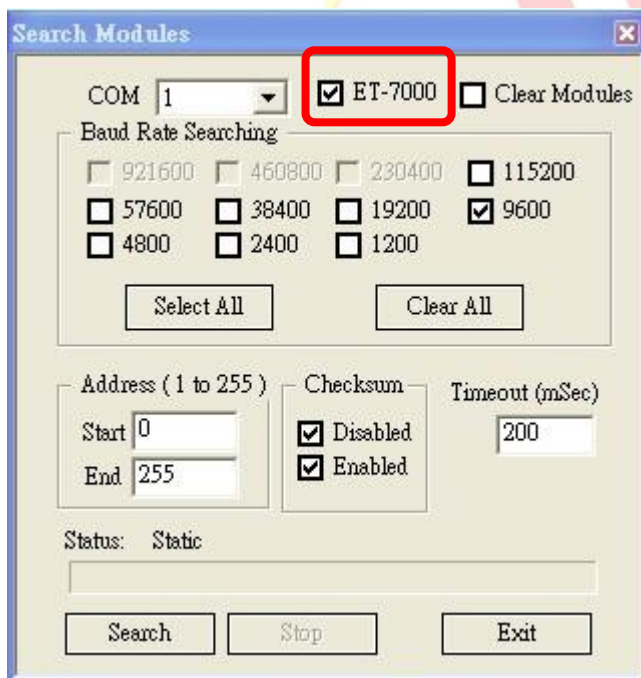 Search Modules
COM 1 ET-7000 Clear Modules
Baud Rate Searching
921600 460800 230400 115200
57600 38400 19200 9600
4800 2400 1200
Select All Clear All
Address ( 1 to 255 ) Checksum Timeout (mSec)
Start 0 Disabled 200
End 255 Enabled
Status: Static
Search Stop Exit